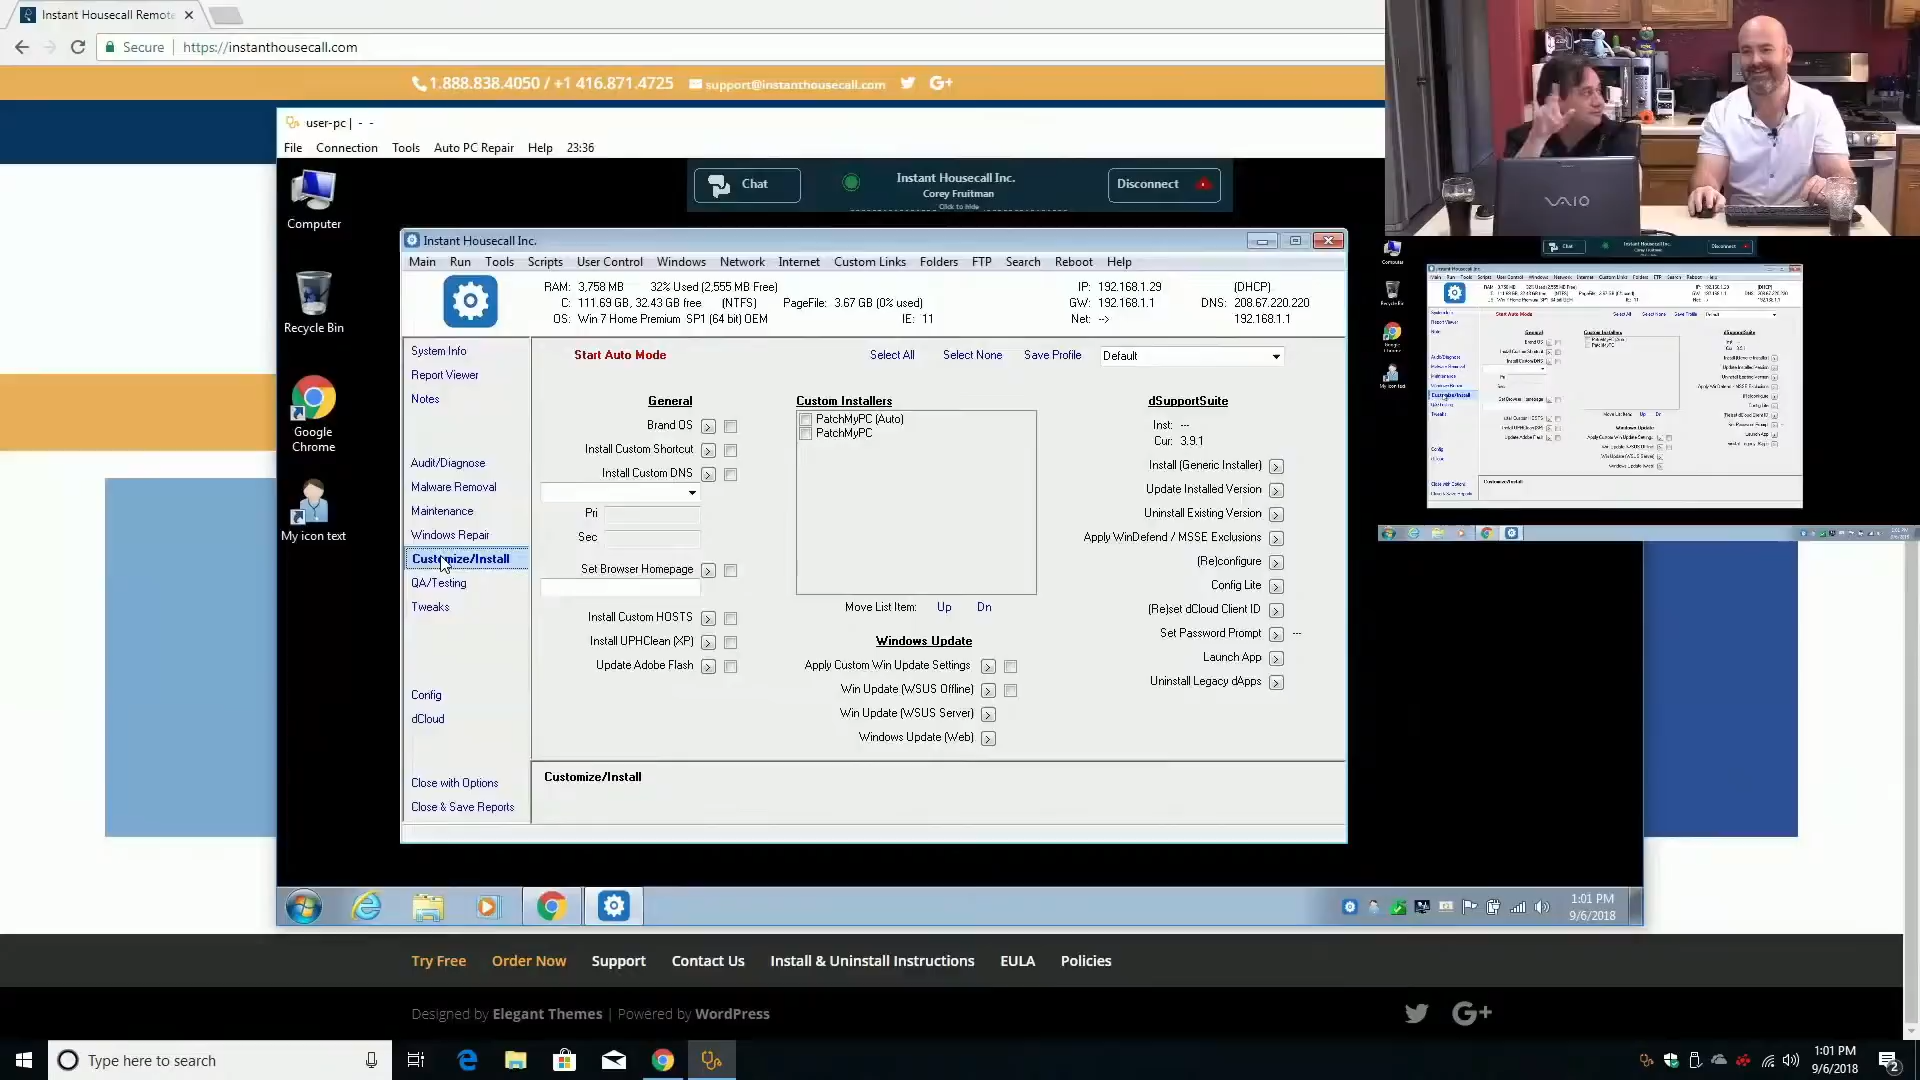 Instant Housecall Remote
Secure
https://instanthousecall.com
1.888.838.4050 / +1 416.871.4725
support@instanthousecall.com
G+
user-pc | - -
File Connection Tools Auto PC Repair Help 23:36
Computer
Recycle Bin
Google
Chrome
My icon text
Chat
Instant Housecall Inc.
Corey Fruitman
Click to hide
Disconnect
VAIO
Instant Housecall Inc.
Main Run Tools Scripts User Control Windows Network Internet Custom Links Folders FTP Search Reboot Help
RAM: 3,758 MB 32% Used (2,555 MB Free) IP: 192.168.1.29 (DHCP)
C: 111.69 GB, 32.43 GB free (NTFS) PageFile: 3.67 GB (0% used) GW: 192.168.1.1 DNS: 208.67.220.220
OS: Win 7 Home Premium SP1 (64 bit) OEM IE: 11 Net: --> 192.168.1.1
System Info
Report Viewer
Notes
Audit/Diagnose
Malware Removal
Maintenance
Windows Repair
Customize/Install
QA/Testing
Tweaks
Config
dCloud
Close with Options
Close & Save Reports
Start Auto Mode
Select All Select None Save Profile Default
General
Brand OS
Install Custom Shortcut
Install Custom DNS
Pri
Sec
Set Browser Homepage
Install Custom HOSTS
Install UPHClean (XP)
Update Adobe Flash
Custom Installers
PatchMyPC (Auto)
PatchMyPC
Move List Item: Up Dn
Windows Update
Apply Custom Win Update Settings
Win Update (WSUS Offline)
Win Update (WSUS Server)
Windows Update (Web)
dSupportSuite
Inst: ---
Cur: 3.9.1
Install (Generic Installer)
Update Installed Version
Uninstall Existing Version
Apply WinDefend / MSSE Exclusions
(Re)configure
Config Lite
(Re)set dCloud Client ID
Set Password Prompt ---
Launch App
Uninstall Legacy dApps
Customize/Install
1:01 PM
9/6/2018
Try Free Order Now Support Contact Us Install & Uninstall Instructions EULA Policies
Designed by Elegant Themes | Powered by WordPress
G+
Type here to search
1:01 PM
9/6/2018
2